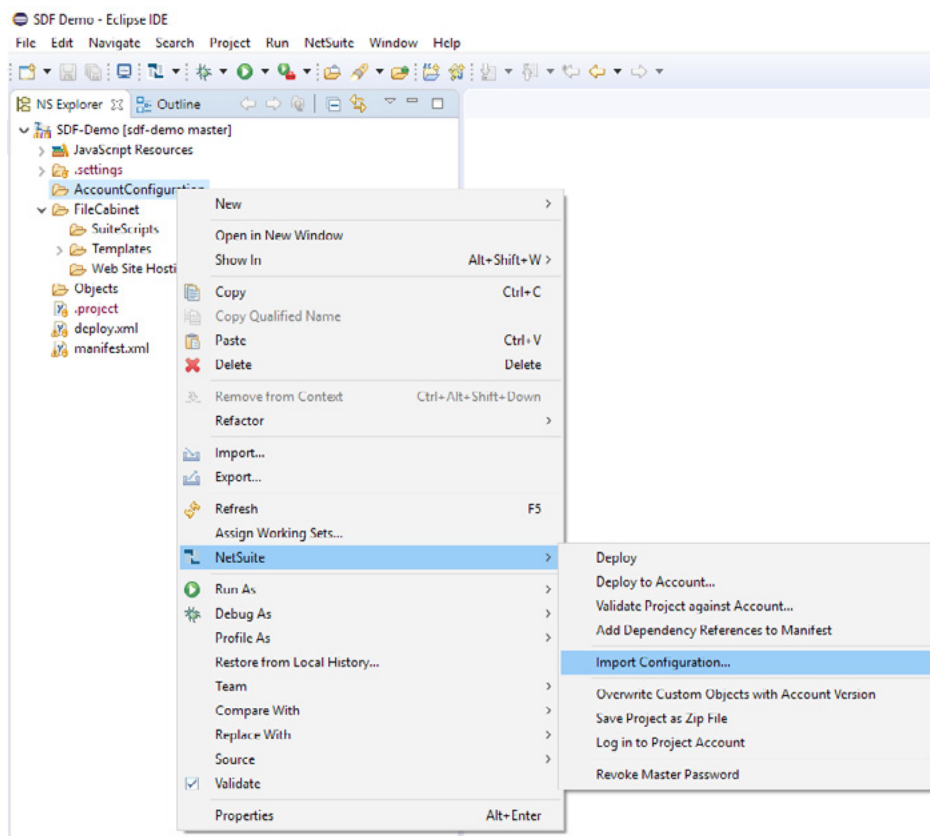 SDF Demo - Eclipse IDE
File Edit Navigate Search Project Run NetSuite Window Help
NS Explorer Outline
SDF-Demo [sdf-demo master]
JavaScript Resources
.settings
AccountConfiguration
FileCabinet
SuiteScripts
Templates
Web Site Hosti
Objects
.project
deploy.xml
manifest.xml
New
Open in New Window
Show In Alt+Shift+W >
Copy Ctrl+C
Copy Qualified Name
Paste Ctrl+V
Delete Delete
Remove from Context Ctrl+Alt+Shift+Down
Refactor
Import...
Export...
Refresh F5
Assign Working Sets...
NetSuite
Run As
Debug As
Profile As
Restore from Local History...
Team
Compare With
Replace With
Source
Validate
Properties Alt+Enter
Deploy
Deploy to Account...
Validate Project against Account...
Add Dependency References to Manifest
Import Configuration...
Overwrite Custom Objects with Account Version
Save Project as Zip File
Log in to Project Account
Revoke Master Password